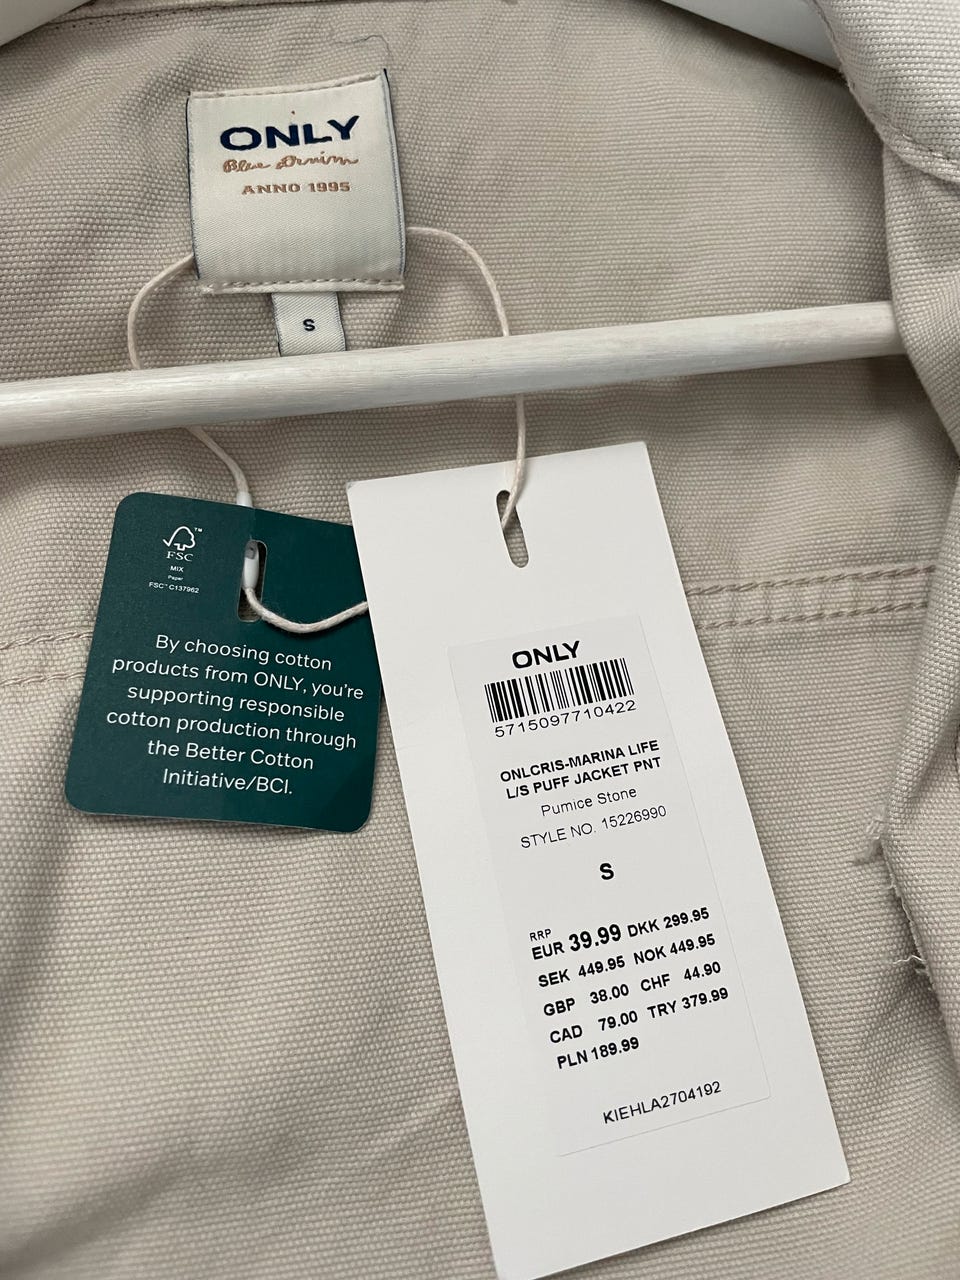 ONLY
Blue Denim
ANNO 1995
S
FSC™
MIX
Paper
FSC™ C137962
By choosing cotton
products from ONLY, you're
supporting responsible
cotton production through
the Better Cotton
Initiative/BCI.
ONLY
5715097710422
ONLCRIS-MARINA LIFE
L/S PUFF JACKET PNT
Pumice Stone
STYLE NO. 15226990
S
RRP
EUR 39.99 DKK 299.95
SEK 449.95 NOK 449.95
GBP 38.00 CHF 44.90
CAD 79.00 TRY 379.99
PLN 189.99
KIEHLA2704192